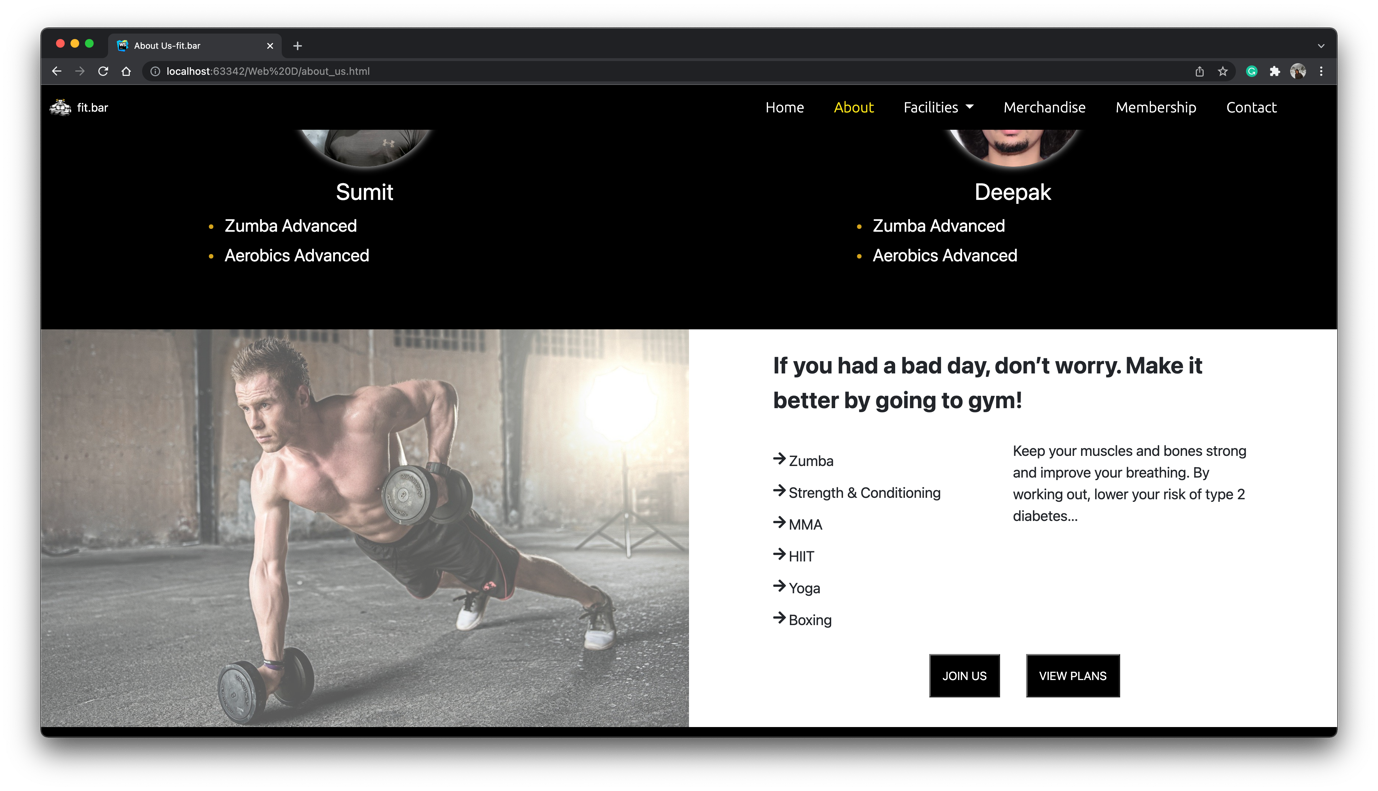 About Us-fit.bar
localhost:63342/Web%20D/about_us.html
fit.bar
Home About Facilities Merchandise Membership Contact
Sumit
Zumba Advanced
Aerobics Advanced
Deepak
Zumba Advanced
Aerobics Advanced
If you had a bad day, don’t worry. Make it
better by going to gym!
Zumba
Strength & Conditioning
MMA
HIIT
Yoga
Boxing
Keep your muscles and bones strong
and improve your breathing. By
working out, lower your risk of type 2
diabetes...
JOIN US
VIEW PLANS